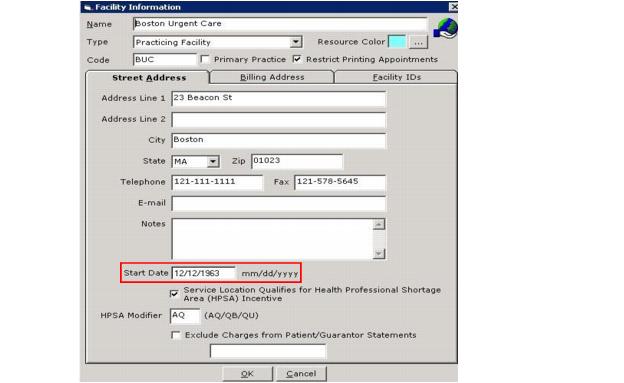 Facility Information
Name Boston Urgent Care
Type Practicing Facility Resource Color ...
Code BUC Primary Practice Restrict Printing Appointments
Street Address Billing Address Facility IDs
Address Line 1 23 Beacon St
Address Line 2
City Boston
State MA Zip 01023
Telephone 121-111-1111 Fax 121-578-5645
E-mail
Notes
Start Date 12/12/1963 mm/dd/yyyy
Service Location Qualifies for Health Professional Shortage
Area (HPSA) Incentive
HPSA Modifier AQ (AQ/QB/QU)
Exclude Charges from Patient/Guarantor Statements
OK Cancel